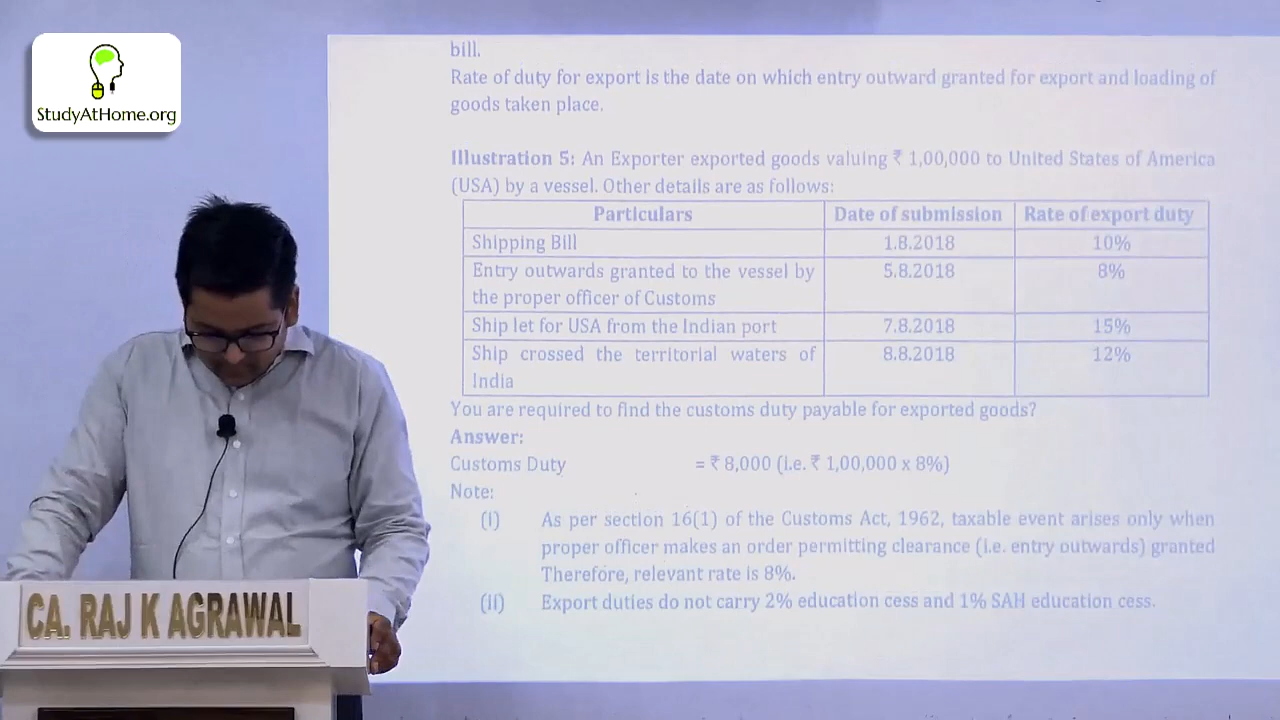 StudyAtHome.org
bill.
Rate of duty for export is the date on which entry outward granted for export and loading of
goods taken place.
Illustration 5: An Exporter exported goods valuing ₹ 1,00,000 to United States of America
(USA) by a vessel. Other details are as follows:
Particulars Date of submission Rate of export duty
Shipping Bill 1.8.2018 10%
Entry outwards granted to the vessel by 5.8.2018 8%
the proper officer of Customs
Ship let for USA from the Indian port 7.8.2018 15%
Ship crossed the territorial waters of 8.8.2018 12%
India
You are required to find the customs duty payable for exported goods?
Answer:
Customs Duty = ₹ 8,000 (i.e. ₹ 1,00,000 x 8%)
Note:
(i) As per section 16(1) of the Customs Act, 1962, taxable event arises only when
proper officer makes an order permitting clearance (i.e. entry outwards) granted
Therefore, relevant rate is 8%.
(ii) Export duties do not carry 2% education cess and 1% SAH education cess.
CA. RAJ K AGRAWAL